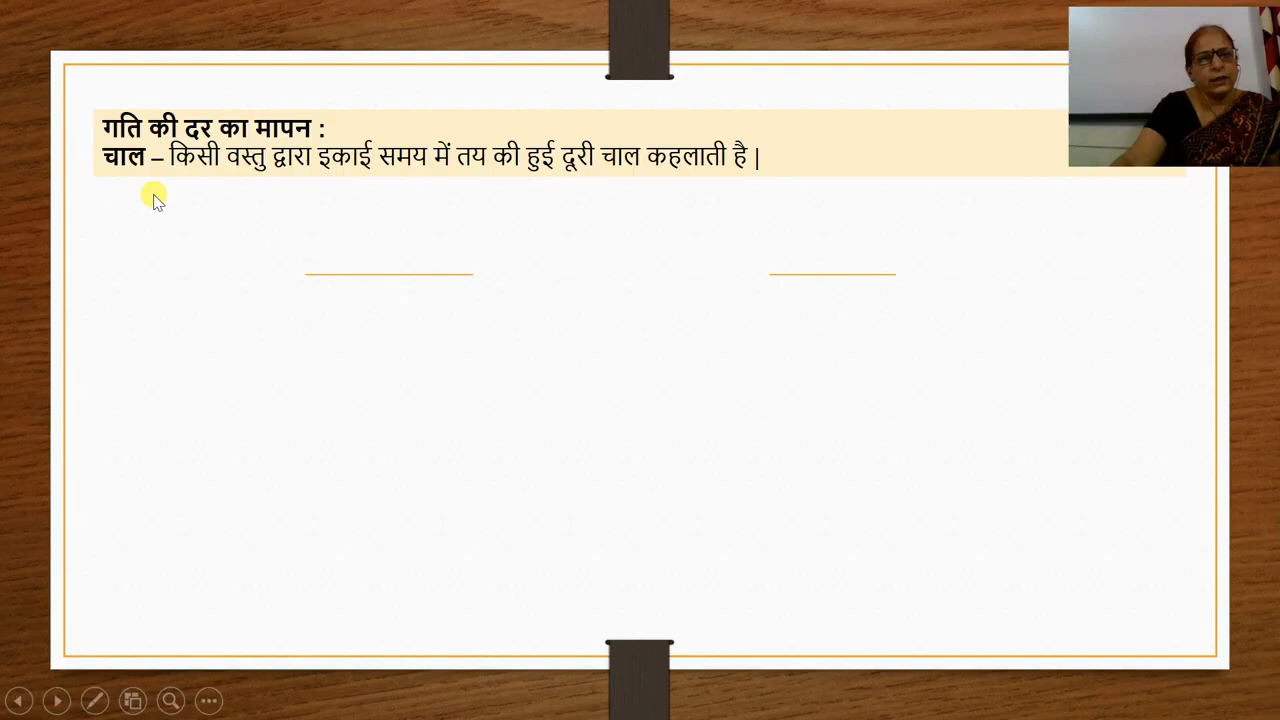 गति की दर का मापन :
चाल – किसी वस्तु द्वारा इकाई समय में तय की हुई दूरी चाल कहलाती है |